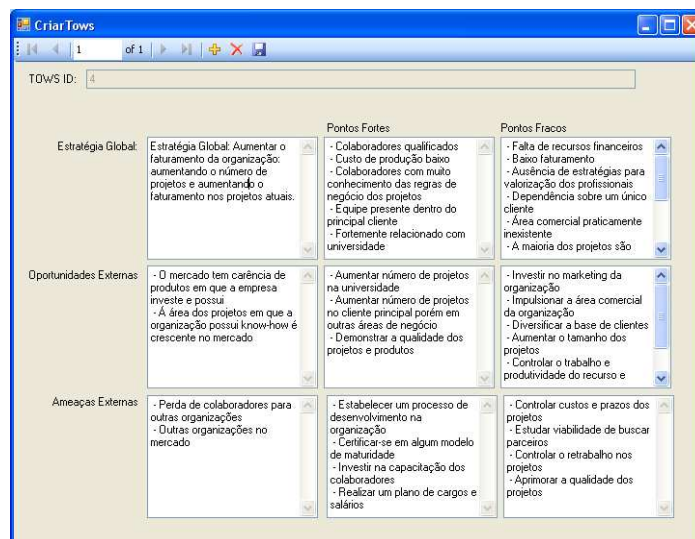 CriarTows
1 of 1
TOWS ID: 4
Pontos Fortes
Pontos Fracos
Estratégia Global:
Estratégia Global: Aumentar o
faturamento da organização:
aumentando o número de
projetos e aumentando o
faturamento nos projetos atuais.
- Colaboradores qualificados
- Custo de produção baixo
- Colaboradores com muito
conhecimento das regras de
negócio dos projetos
- Equipe presente dentro do
principal cliente
- Fortemente relacionado com
universidade
- Falta de recursos financeiros
- Baixo faturamento
- Ausência de estratégias para
valorização dos profissionais
- Dependência sobre um único
cliente
- Área comercial praticamente
inexistente
- A maioria dos projetos são
Oportunidades Externas
- O mercado tem carência de
produtos em que a empresa
investe e possui
- Á área dos projetos em que a
organização possui know-how é
crescente no mercado
- Aumentar número de projetos
na universidade
- Aumentar número de projetos
no cliente principal porém em
outras áreas de negócio
- Demonstrar a qualidade dos
projetos e produtos
- Investir no marketing da
organização
- Impulsionar a área comercial
da organização
- Diversificar a base de clientes
- Aumentar o tamanho dos
projetos
- Controlar o trabalho e
produtividade do recurso e
Ameaças Externas
- Perda de colaboradores para
outras organizações
- Outras organizações no
mercado
- Estabelecer um processo de
desenvolvimento na
organização
- Certificar-se em algum modelo
de maturidade
- Investir na capacitação dos
colaboradores
- Realizar um plano de cargos e
salários
- Controlar custos e prazos dos
projetos
- Estudar viabilidade de buscar
parceiros
- Controlar o retrabalho nos
projetos
- Aprimorar a qualidade dos
projetos